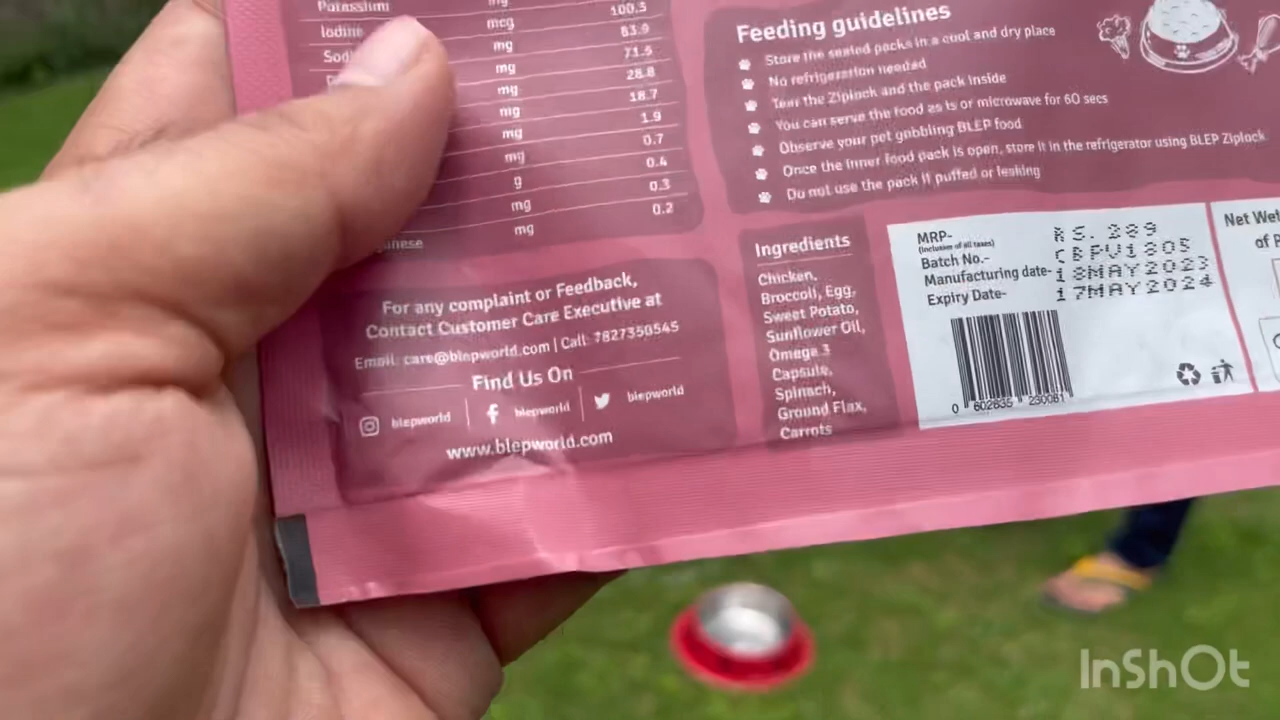 Potassium mg 100.3
Iodine mcg 83.9
mg 71.5
mg 28.8
mg 18.7
mg 1.9
mg 0.7
mg 0.4
g 0.3
mg 0.2
mg
Feeding guidelines
Store the sealed packs in a cool and dry place
No refrigeration needed
Tear the Ziplock and the pack inside
You can serve the food as is or microwave for 60 secs
Observe your pet gobbling BLEP food
Once the inner food pack is open, store it in the refrigerator using BLEP Ziplock
Do not use the pack if puffed or leaking
For any complaint or Feedback,
Contact Customer Care Executive at
Email: care@blepworld.com | Call: 7827350545
Find Us On
blepworld | blepworld | blepworld
www.blepworld.com
Ingredients
Chicken,
Broccoli, Egg,
Sweet Potato,
Sunflower Oil,
Omega 3
Capsule,
Spinach,
Ground Flax,
Carrots
MRP- RS. 389
(Inclusive of all taxes)
Batch No.- CBPV1805
Manufacturing date- 18MAY2023
Expiry Date- 17MAY2024
0 602835 230081
Net
of
InShOt